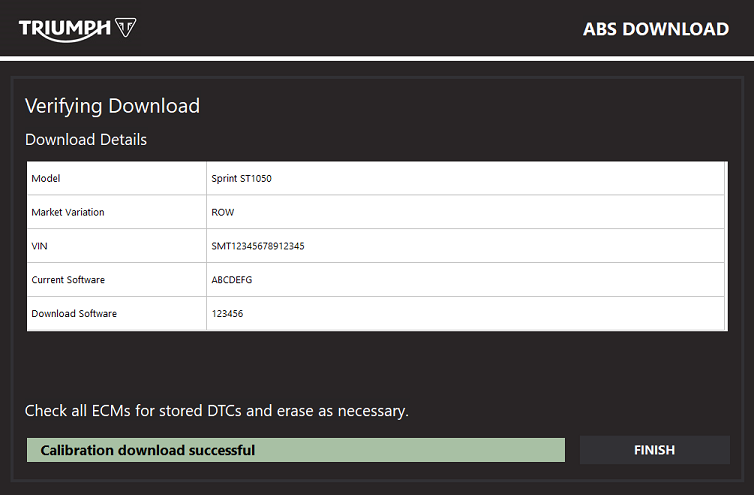 TRIUMPH
ABS DOWNLOAD
Verifying Download
Download Details
Model Sprint ST1050
Market Variation ROW
VIN SMT12345678912345
Current Software ABCDEFG
Download Software 123456
Check all ECMs for stored DTCs and erase as necessary.
Calibration download successful
FINISH